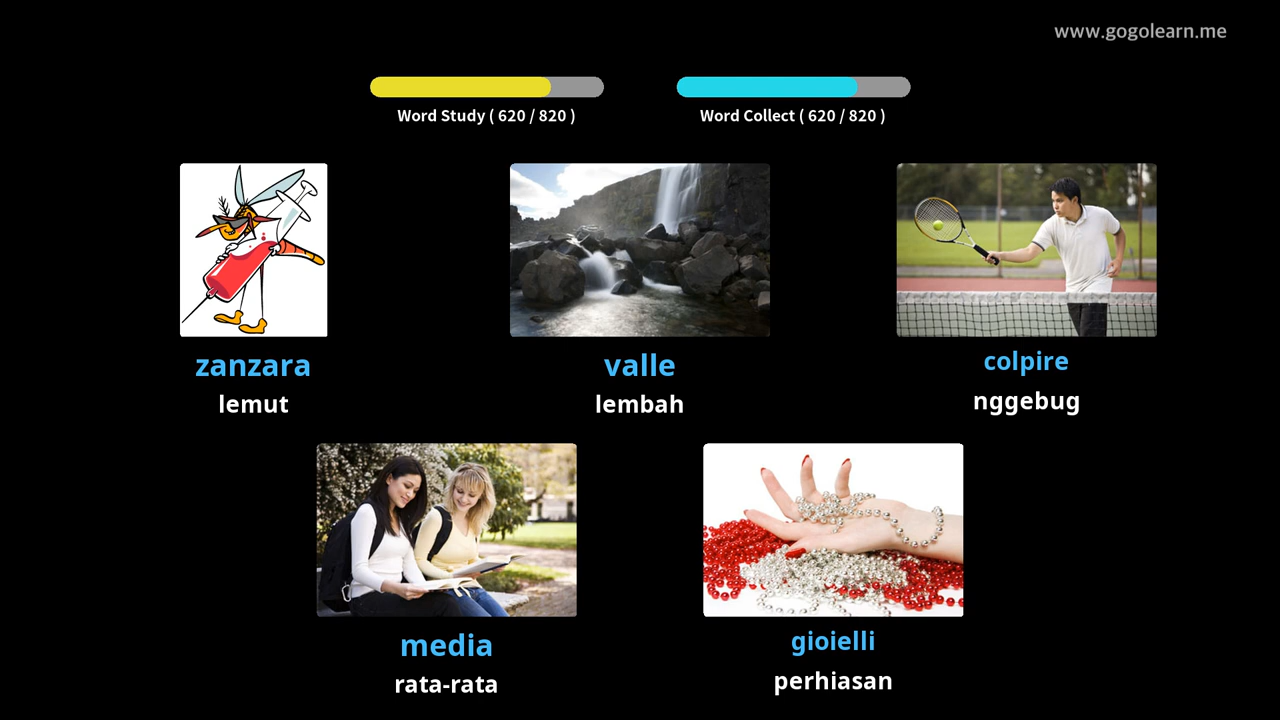 www.gogolearn.me
Word Study ( 620 / 820 )
Word Collect ( 620 / 820 )
zanzara
lemut
valle
lembah
colpire
nggebug
media
rata-rata
gioielli
perhiasan